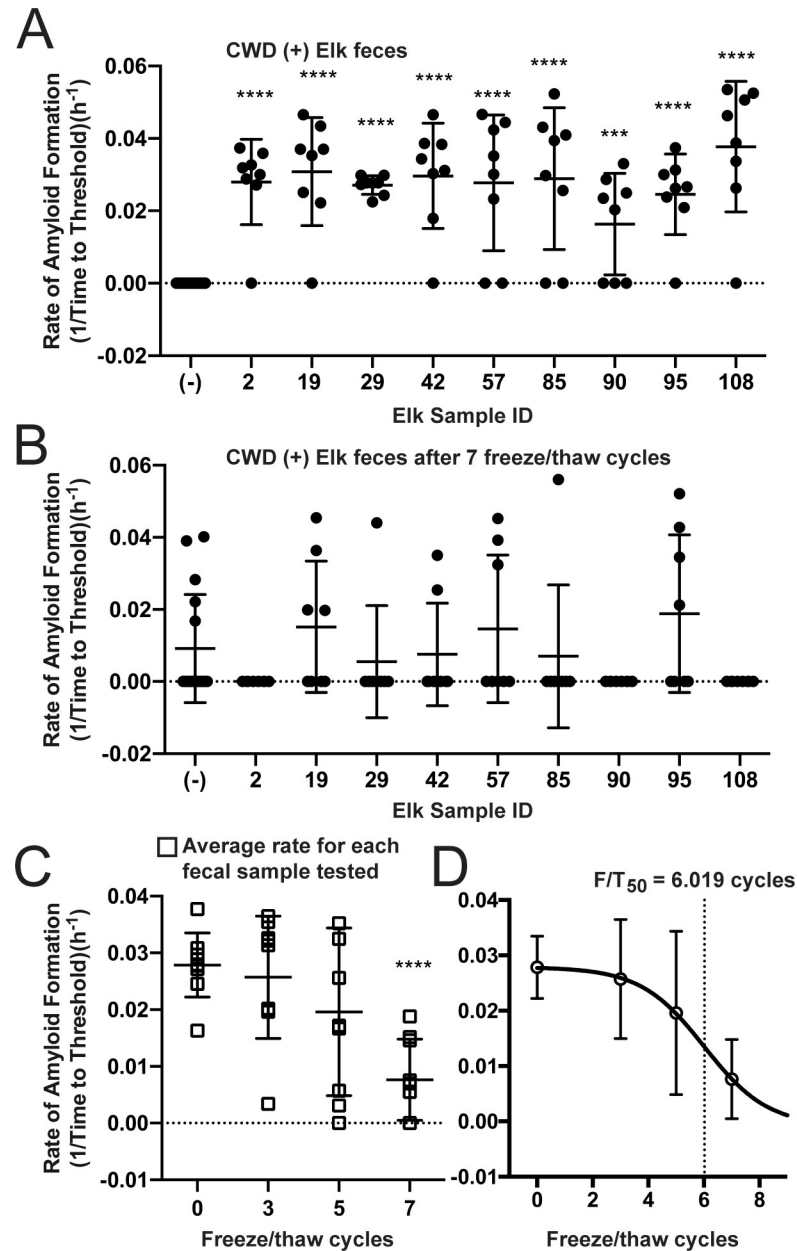 A
CWD (+) Elk feces
Rate of Amyloid Formation
(1/Time to Threshold)(h-1)
0.06
0.04
0.02
0.00
-0.02
**** **** **** **** **** **** *** **** ****
(-) 2 19 29 42 57 85 90 95 108
Elk Sample ID
B
CWD (+) Elk feces after 7 freeze/thaw cycles
Rate of Amyloid Formation
(1/Time to Threshold)(h-1)
0.06
0.04
0.02
0.00
-0.02
(-) 2 19 29 42 57 85 90 95 108
Elk Sample ID
C
Average rate for each
fecal sample tested
Rate of Amyloid Formation
(1/Time to Threshold)(h-1)
0.04
0.03
0.02
0.01
0.00
-0.01
****
0 3 5 7
Freeze/thaw cycles
D
F/T50 = 6.019 cycles
0.04
0.03
0.02
0.01
0.00
-0.01
0 2 4 6 8
Freeze/thaw cycles